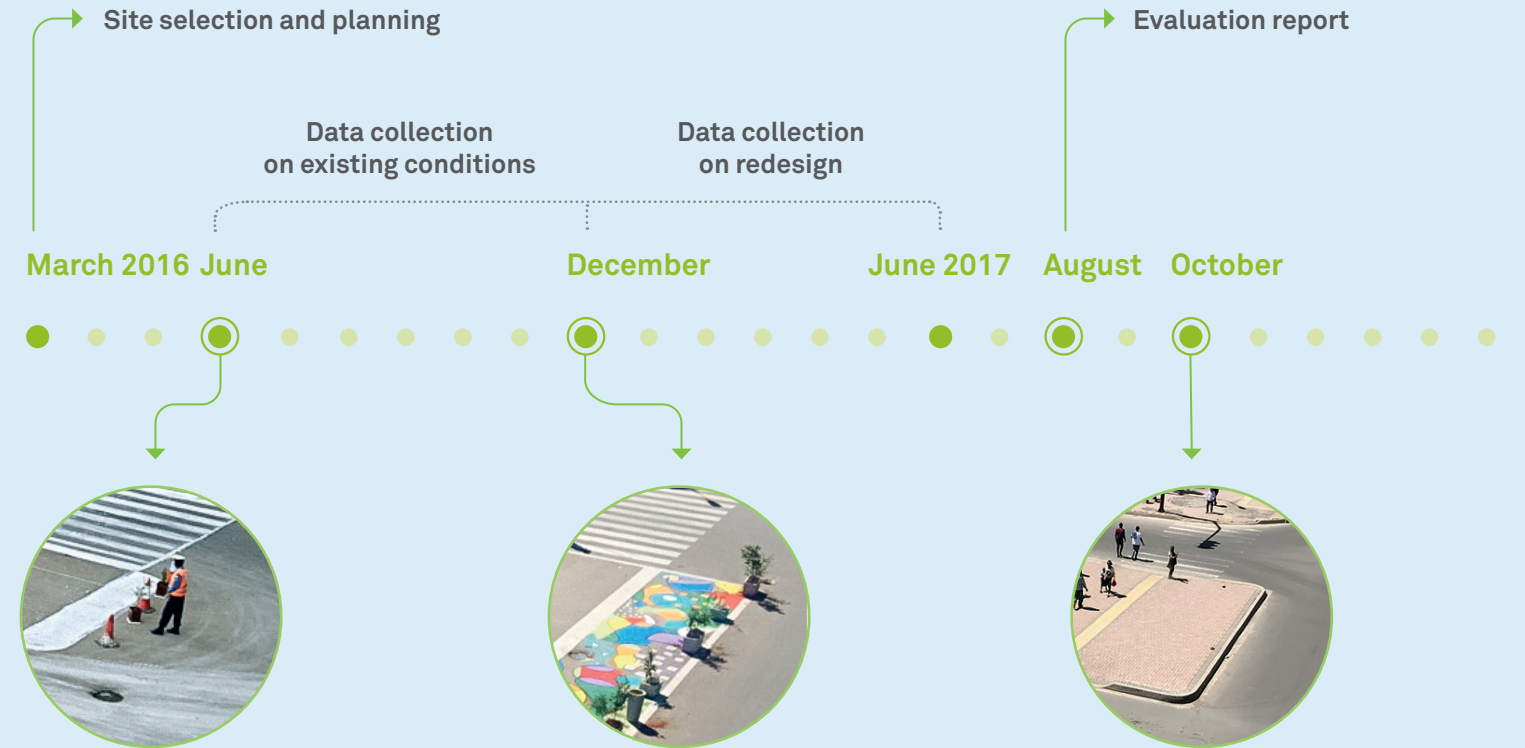 Site selection and planning
Evaluation report
Data collection
on existing conditions
Data collection
on redesign
March 2016 June December June 2017 August October